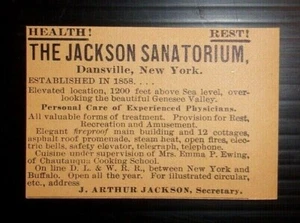 HEALTH! REST!
THE JACKSON SANATORIUM,
Dansville, New York.
ESTABLISHED IN 1858. . . .
Elevated location, 1200 feet above Sea level, over-
looking the beautiful Genesee Valley.
Personal Care of Experienced Physicians.
All valuable forms of treatment. Provision for Rest,
Recreation and Amusement.
Elegant fireproof main building and 12 cottages,
asphalt roof promenade, steam heat, open fires, elec-
tric bells, safety elevator, telegraph, telephone.
Cuisine under supervision of Mrs. Emma P. Ewing,
of Chautauqua Cooking School.
On line D. L. & W. R. R., between New York and
Buffalo. Open all the year. For illustrated circular,
etc., address
J. ARTHUR JACKSON, Secretary.